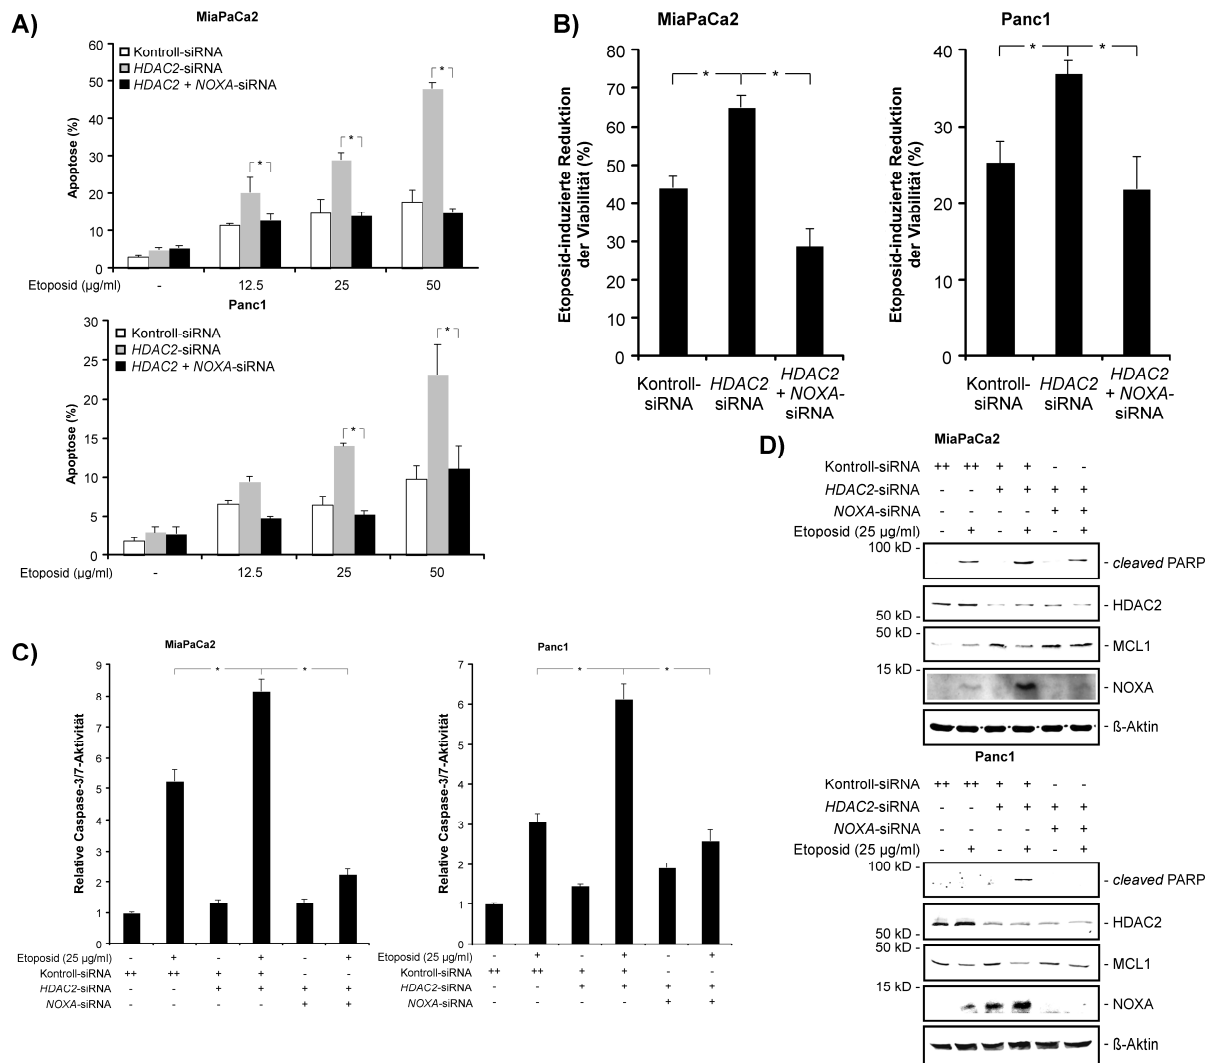 A)
MiaPaCa2
60
50
40
30
20
10
0
Apoptose (%)
Kontroll-siRNA
HDAC2-siRNA
HDAC2 + NOXA-siRNA
*
*
*
Etoposid (µg/ml)
-
12.5
25
50
Panc1
30
25
20
15
10
5
0
Apoptose (%)
Kontroll-siRNA
HDAC2-siRNA
HDAC2 + NOXA-siRNA
*
*
Etoposid (µg/ml)
-
12.5
25
50
B)
MiaPaCa2
80
70
60
50
40
30
20
10
0
Etoposid-induzierte Reduktion
der Viabilität (%)
* *
Kontroll-
siRNA
HDAC2
siRNA
HDAC2
+ NOXA-
siRNA
Panc1
40
30
20
10
0
Etoposid-induzierte Reduktion
der Viabilität (%)
* *
Kontroll-
siRNA
HDAC2
siRNA
HDAC2
+ NOXA-
siRNA
C)
MiaPaCa2
9
8
7
6
5
4
3
2
1
0
Relative Caspase-3/7-Aktivität
* *
Etoposid (25 µg/ml) - + - + - +
Kontroll-siRNA ++ ++ + + - -
HDAC2-siRNA - - + + + +
NOXA-siRNA - - - - + +
Panc1
7
6
5
4
3
2
1
0
Relative Caspase-3/7-Aktivität
* *
Etoposid (25 µg/ml) - + - + - +
Kontroll-siRNA ++ ++ + + - -
HDAC2-siRNA - - + + + +
NOXA-siRNA - - - - + +
D)
MiaPaCa2
Kontroll-siRNA ++ ++ + + - -
HDAC2-siRNA - - + + + +
NOXA-siRNA - - - - + +
Etoposid (25 µg/ml) - + - + - +
100 kD - - cleaved PARP
50 kD - - HDAC2
50 kD - - MCL1
15 kD - - NOXA
- ß-Aktin
Panc1
Kontroll-siRNA ++ ++ + + - -
HDAC2-siRNA - - + + + +
NOXA-siRNA - - - - + +
Etoposid (25 µg/ml) - + - + - +
100 kD - - cleaved PARP
50 kD - - HDAC2
50 kD - - MCL1
15 kD - - NOXA
- ß-Aktin